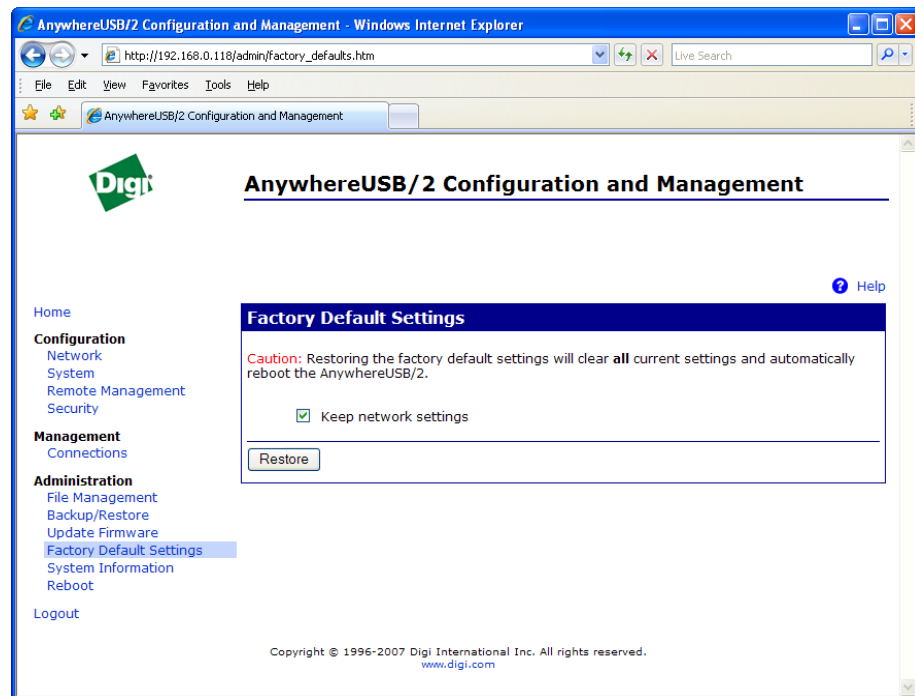 AnywhereUSB/2 Configuration and Management - Windows Internet Explorer
http://192.168.0.118/admin/factory_defaults.htm
Live Search
File Edit View Favorites Tools Help
AnywhereUSB/2 Configuration and Management
Digi
AnywhereUSB/2 Configuration and Management
? Help
Home
Configuration
Network
System
Remote Management
Security
Management
Connections
Administration
File Management
Backup/Restore
Update Firmware
Factory Default Settings
System Information
Reboot
Logout
Factory Default Settings
Caution: Restoring the factory default settings will clear all current settings and automatically
reboot the AnywhereUSB/2.
Keep network settings
Restore
Copyright © 1996-2007 Digi International Inc. All rights reserved.
www.digi.com